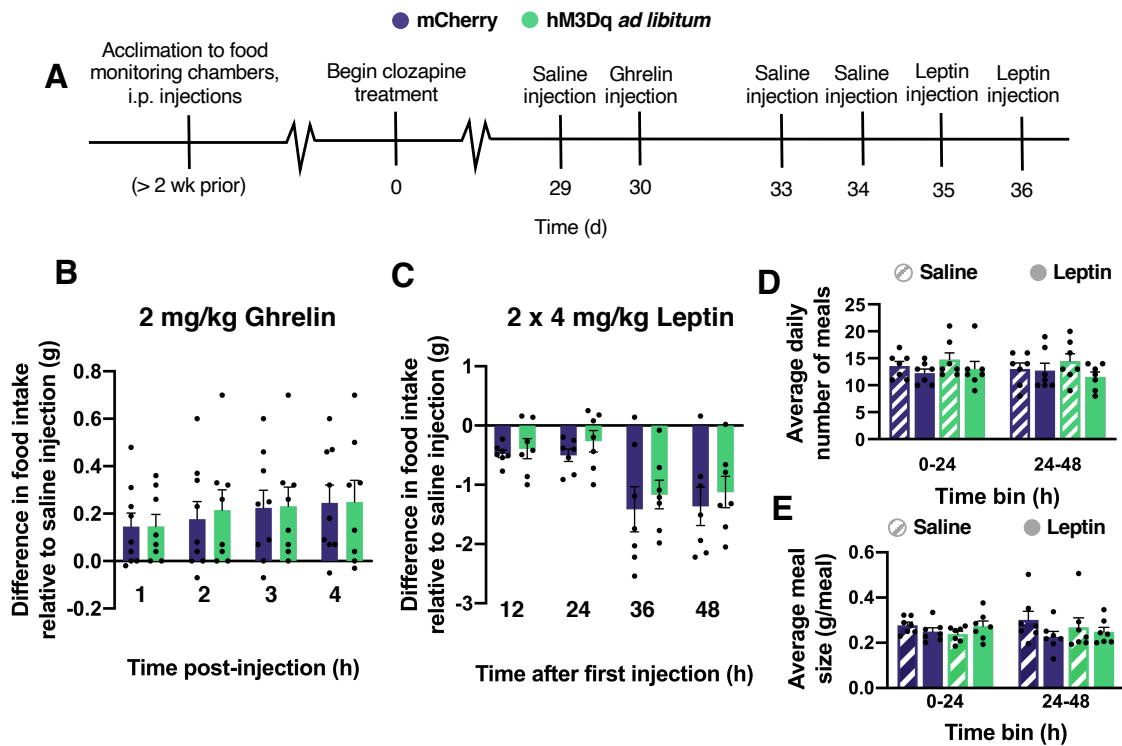 mCherry hM3Dq ad libitum
A
Acclimation to food
monitoring chambers,
i.p. injections
Begin clozapine
treatment
Saline
injection
Ghrelin
injection
Saline
injection
Saline
injection
Leptin
injection
Leptin
injection
(> 2 wk prior)
0
29
30
33
34
35
36
Time (d)
B
2 mg/kg Ghrelin
Difference in food intake
relative to saline injection (g)
0.8
0.6
0.4
0.2
0.0
-0.2
1
2
3
4
Time post-injection (h)
C
2 x 4 mg/kg Leptin
Difference in food intake
relative to saline injection (g)
1
0
-1
-2
-3
12
24
36
48
Time after first injection (h)
D
Saline
Leptin
Average daily
number of meals
25
20
15
10
5
0
0-24
24-48
Time bin (h)
E
Saline
Leptin
Average meal
size (g/meal)
0.6
0.4
0.2
0.0
0-24
24-48
Time bin (h)